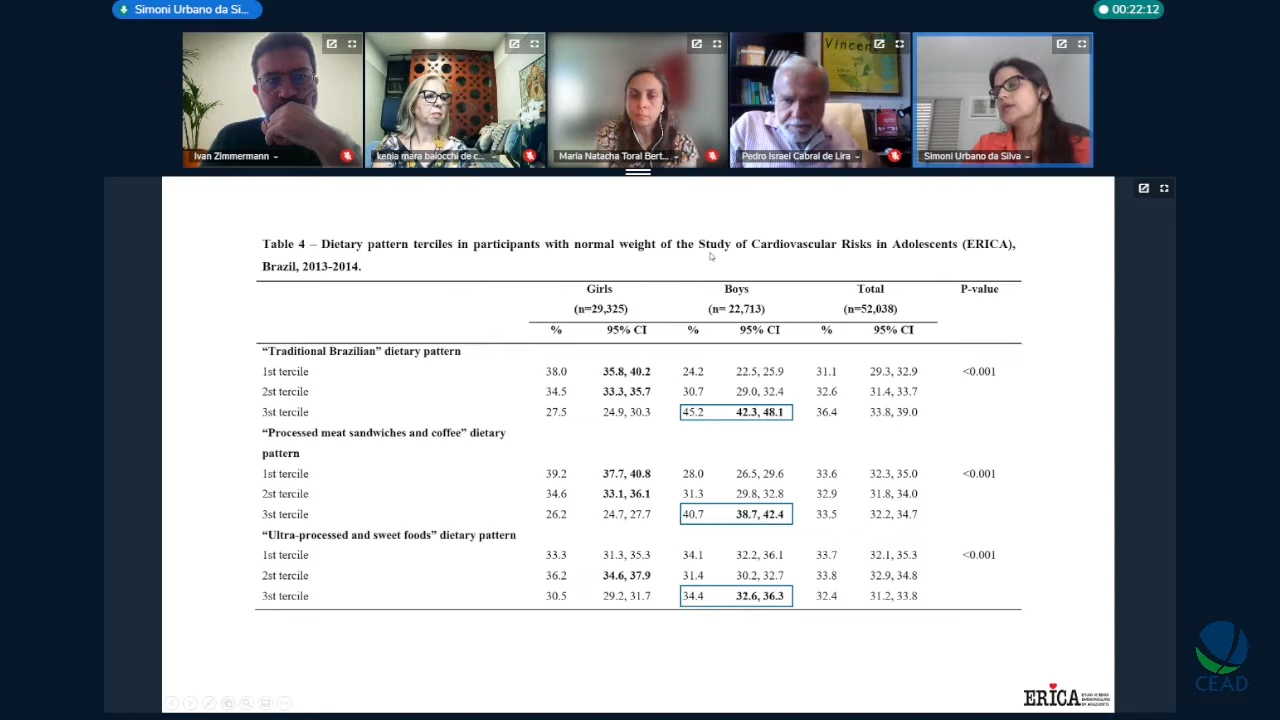 Simoni Urbano da Si...
00:22:12
Vincen
Ivan Zimmermann
kenia mara baiocchi de c...
Maria Natacha Toral Bert...
Pedro Israel Cabral de Lira
Simoni Urbano da Silva
Table 4 – Dietary pattern terciles in participants with normal weight of the Study of Cardiovascular Risks in Adolescents (ERICA),
Brazil, 2013-2014.
Girls Boys Total P-value
(n=29,325) (n= 22,713) (n=52,038)
% 95% CI % 95% CI % 95% CI
“Traditional Brazilian” dietary pattern
1st tercile 38.0 35.8, 40.2 24.2 22.5, 25.9 31.1 29.3, 32.9 <0.001
2st tercile 34.5 33.3, 35.7 30.7 29.0, 32.4 32.6 31.4, 33.7
3st tercile 27.5 24.9, 30.3 45.2 42.3, 48.1 36.4 33.8, 39.0
“Processed meat sandwiches and coffee” dietary
pattern
1st tercile 39.2 37.7, 40.8 28.0 26.5, 29.6 33.6 32.3, 35.0 <0.001
2st tercile 34.6 33.1, 36.1 31.3 29.8, 32.8 32.9 31.8, 34.0
3st tercile 26.2 24.7, 27.7 40.7 38.7, 42.4 33.5 32.2, 34.7
“Ultra-processed and sweet foods” dietary pattern
1st tercile 33.3 31.3, 35.3 34.1 32.2, 36.1 33.7 32.1, 35.3 <0.001
2st tercile 36.2 34.6, 37.9 31.4 30.2, 32.7 33.8 32.9, 34.8
3st tercile 30.5 29.2, 31.7 34.4 32.6, 36.3 32.4 31.2, 33.8
ERICA
CEAD